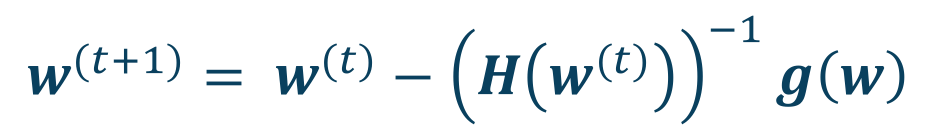 w^(t+1) = w^(t) − (H(w^(t)))^−1 g(w)